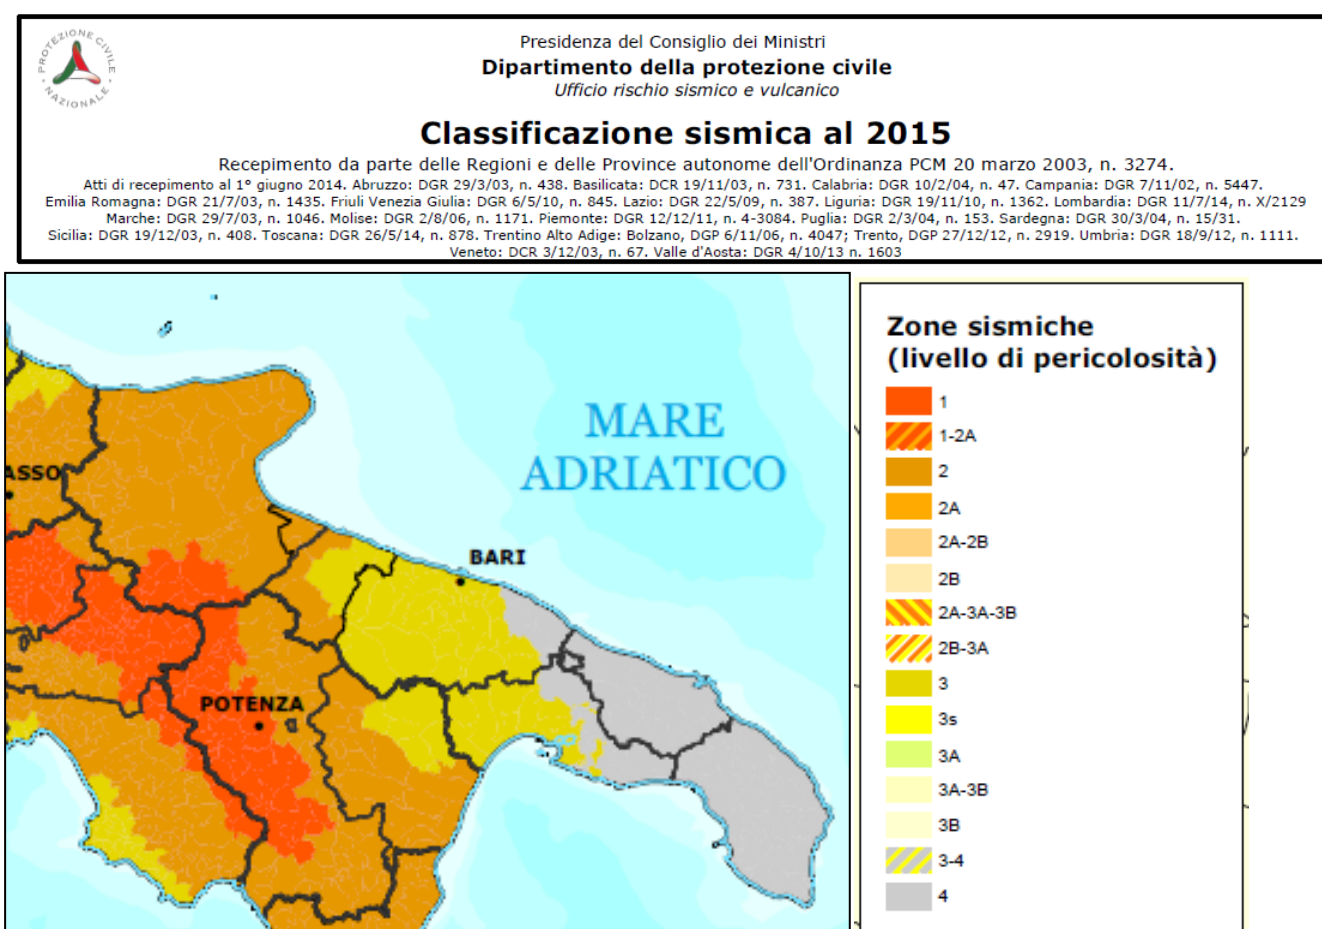 PROTEZIONE CIVILE
NAZIONALE
Presidenza del Consiglio dei Ministri
Dipartimento della protezione civile
Ufficio rischio sismico e vulcanico
Classificazione sismica al 2015
Recepimento da parte delle Regioni e delle Province autonome dell'Ordinanza PCM 20 marzo 2003, n. 3274.
Atti di recepimento al 1° giugno 2014. Abruzzo: DGR 29/3/03, n. 438. Basilicata: DCR 19/11/03, n. 731. Calabria: DGR 10/2/04, n. 47. Campania: DGR 7/11/02, n. 5447.
Emilia Romagna: DGR 21/7/03, n. 1435. Friuli Venezia Giulia: DGR 6/5/10, n. 845. Lazio: DGR 22/5/09, n. 387. Liguria: DGR 19/11/10, n. 1362. Lombardia: DGR 11/7/14, n. X/2129
Marche: DGR 29/7/03, n. 1046. Molise: DGR 2/8/06, n. 1171. Piemonte: DGR 12/12/11, n. 4-3084. Puglia: DGR 2/3/04, n. 153. Sardegna: DGR 30/3/04, n. 15/31.
Sicilia: DGR 19/12/03, n. 408. Toscana: DGR 26/5/14, n. 878. Trentino Alto Adige: Bolzano, DGP 6/11/06, n. 4047; Trento, DGP 27/12/12, n. 2919. Umbria: DGR 18/9/12, n. 1111.
Veneto: DCR 3/12/03, n. 67. Valle d'Aosta: DGR 4/10/13 n. 1603
MARE
ADRIATICO
ASSO
BARI
POTENZA
Zone sismiche
(livello di pericolosità)
1
1-2A
2
2A
2A-2B
2B
2A-3A-3B
2B-3A
3
3s
3A
3A-3B
3B
3-4
4